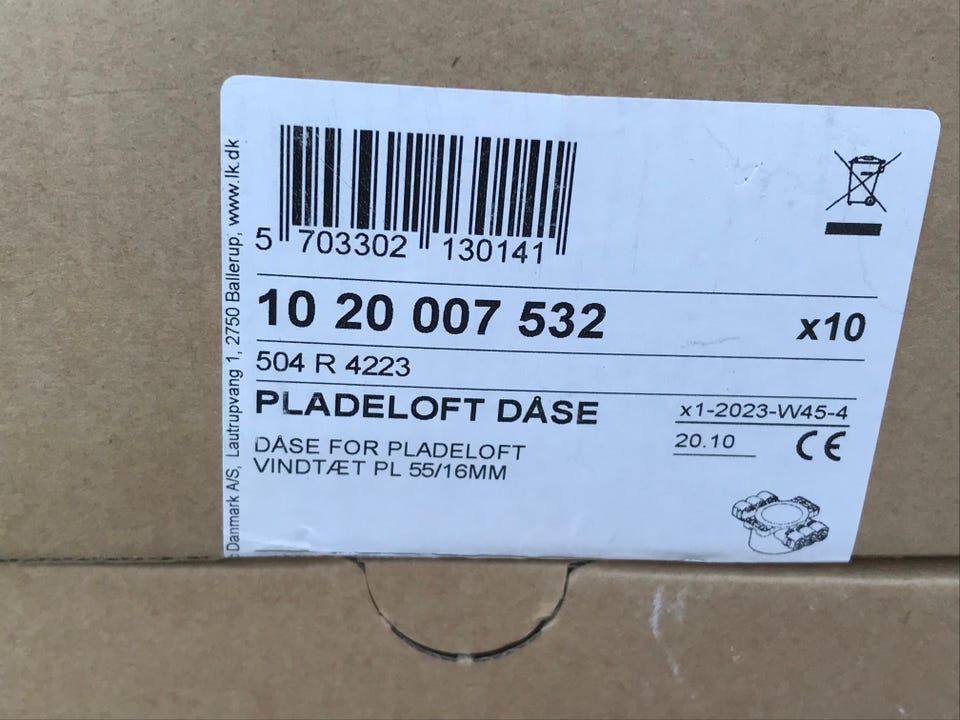 5 703302 130141
10 20 007 532
x10
504 R 4223
PLADELOFT DÅSE
x1-2023-W45-4
DÅSE FOR PLADELOFT
20.10
CE
VINDTÆT PL 55/16MM
Danmark A/S, Lautrupvang 1, 2750 Ballerup, www.lk.dk